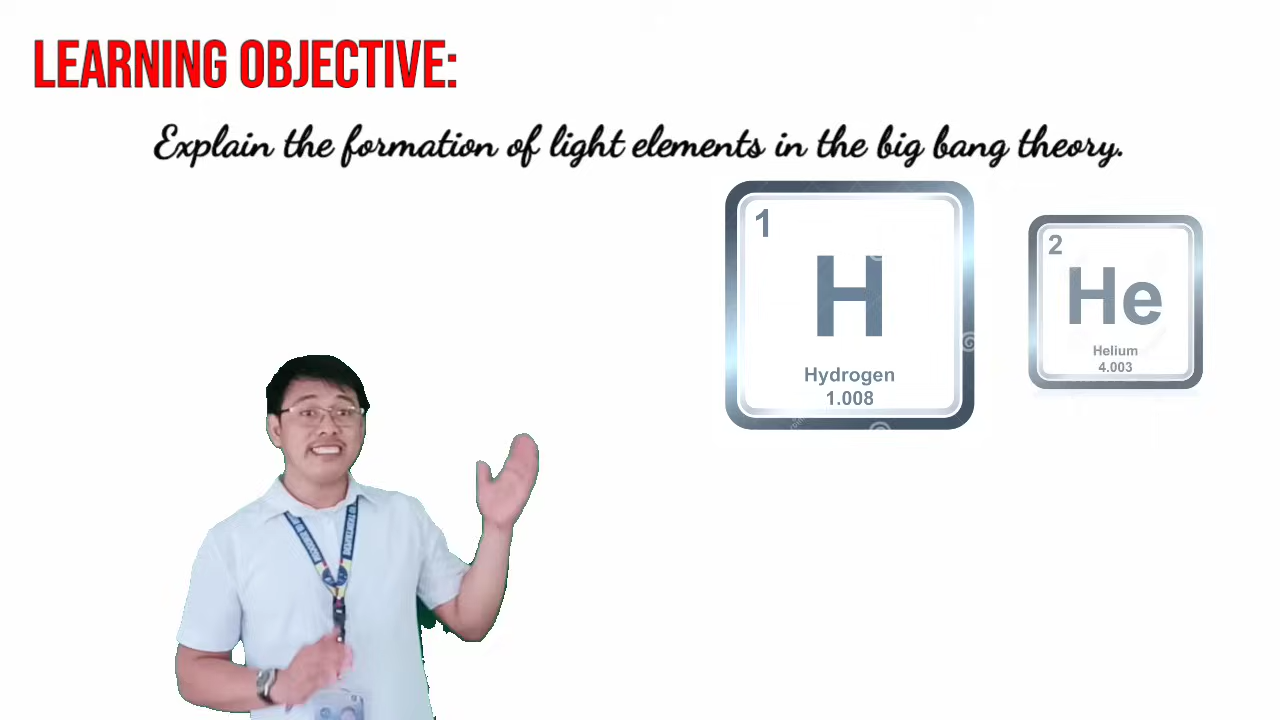 LEARNING OBJECTIVE:
Explain the formation of light elements in the big bang theory.
1
H
Hydrogen
1.008
2
He
Helium
4.003